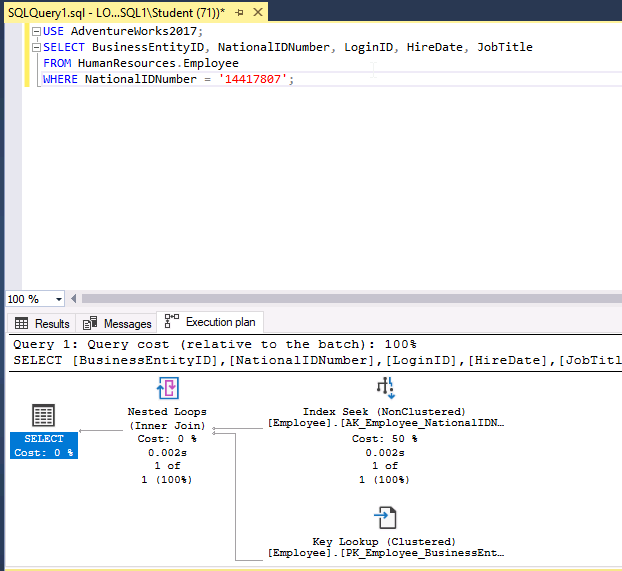 SQLQuery1.sql - LO...SQL1\Student (71))*
USE AdventureWorks2017;
SELECT BusinessEntityID, NationalIDNumber, LoginID, HireDate, JobTitle
FROM HumanResources.Employee
WHERE NationalIDNumber = '14417807';
100 %
Results Messages Execution plan
Query 1: Query cost (relative to the batch): 100%
SELECT [BusinessEntityID],[NationalIDNumber],[LoginID],[HireDate],[JobTitl
SELECT
Cost: 0 %
Nested Loops
(Inner Join)
Cost: 0 %
0.002s
1 of
1 (100%)
Index Seek (NonClustered)
[Employee].[AK_Employee_NationalIDN…
Cost: 50 %
0.002s
1 of
1 (100%)
Key Lookup (Clustered)
[Employee].[PK_Employee_BusinessEnt…